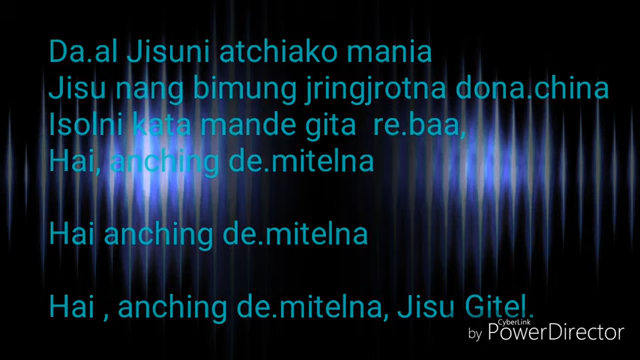 Da.al Jisuni atchiako mania
Jisu nang bimung jringjrotna dona.china
Isolni kata mande gita re.baa,
Hai, anching de.mitelna
Hai anching de.mitelna
Hai , anching de.mitelna, Jisu Gitel.
by CyberLink PowerDirector